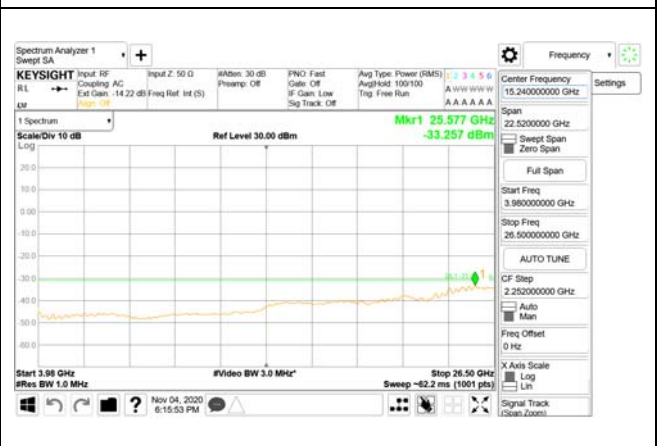 Spectrum Analyzer 1
Swept SA
+
Frequency
KEYSIGHT
Input: RF
Input Z: 50 Ω
#Atten: 30 dB
PNO: Fast
Avg Type: Power (RMS)
1 2 3 4 5 6
RL
Coupling: AC
Preamp: Off
Gate: Off
Avg|Hold: 100/100
A WW WW W
Ext Gain: -14.22 dB
Freq Ref: Int (S)
IF Gain: Low
Trig: Free Run
Align: Off
Sig Track: Off
A A A A A A
1 Spectrum
Mkr1 25.577 GHz
Scale/Div 10 dB
Ref Level 30.00 dBm
-33.257 dBm
Log
20.0
10.0
0.00
-10.0
-20.0
-30.0
-40.0
-50.0
-60.0
1
Start 3.98 GHz
#Video BW 3.0 MHz*
Stop 26.50 GHz
#Res BW 1.0 MHz
Sweep ~62.2 ms (1001 pts)
Nov 04, 2020
6:15:53 PM
?
Center Frequency
15.240000000 GHz
Settings
Span
22.5200000 GHz
Swept Span
Zero Span
Full Span
Start Freq
3.980000000 GHz
Stop Freq
26.500000000 GHz
AUTO TUNE
CF Step
2.252000000 GHz
Auto
Man
Freq Offset
0 Hz
X Axis Scale
Log
Lin
Signal Track
(Span Zoom)